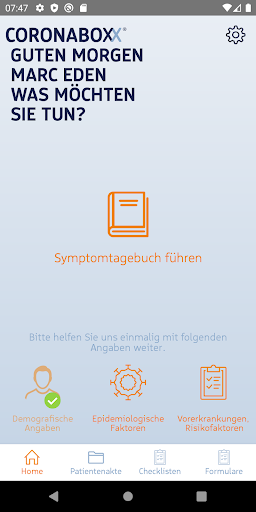 07:47
CORONABOXX®
GUTEN MORGEN
MARC EDEN
WAS MÖCHTEN
SIE TUN?
Symptomtagebuch führen
Bitte helfen Sie uns einmalig mit folgenden
Angaben weiter.
Demografische Angaben
Epidemiologische Faktoren
Vorerkrankungen, Risikofaktoren
Home
Patientenakte
Checklisten
Formulare